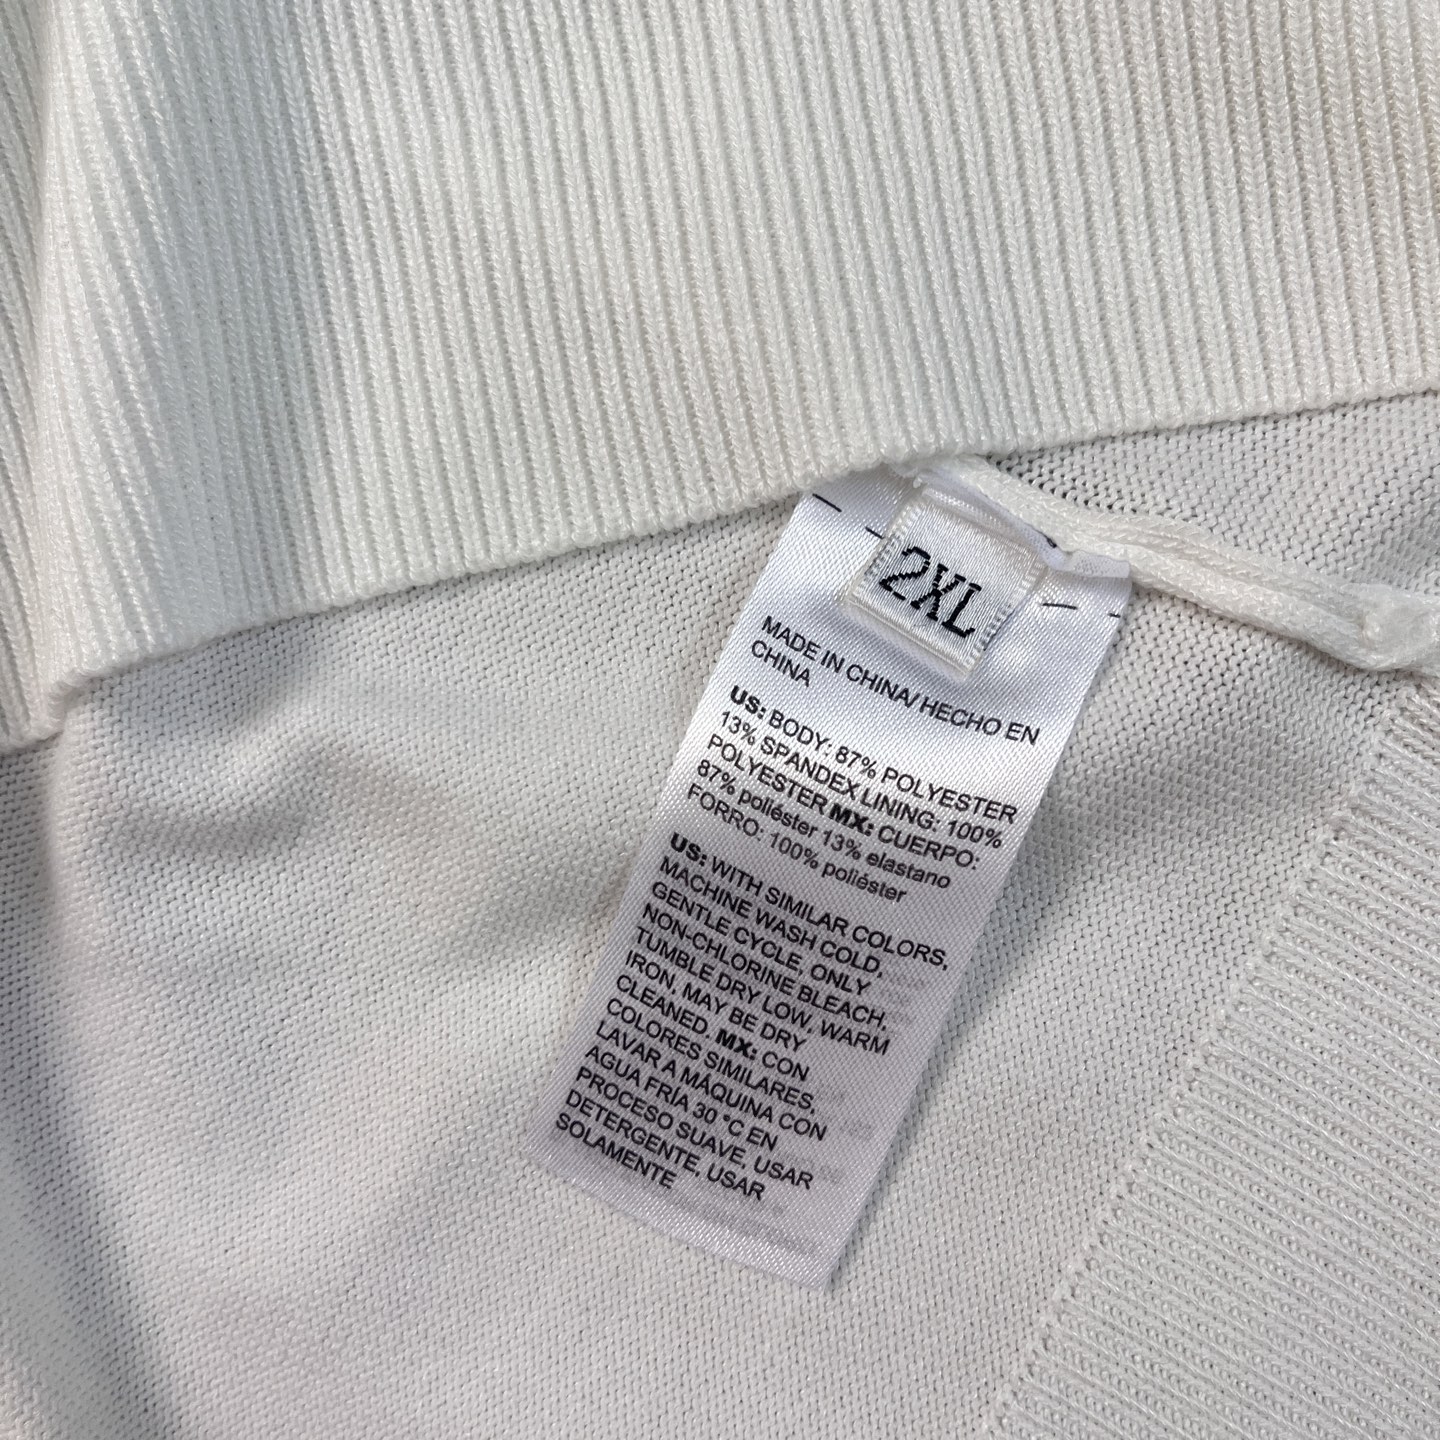 2XL
MADE IN CHINA/ HECHO EN
CHINA
US: BODY: 87% POLYESTER
13% SPANDEX LINING: 100%
POLYESTER MX: CUERPO:
87% poliéster 13% elastano
FORRO: 100% poliéster
US: WITH SIMILAR COLORS,
MACHINE WASH COLD,
GENTLE CYCLE, ONLY
NON-CHLORINE BLEACH,
TUMBLE DRY LOW, WARM
IRON, MAY BE DRY
CLEANED. MX: CON
COLORES SIMILARES,
LAVAR A MÁQUINA CON
AGUA FRÍA 30 °C EN
PROCESO SUAVE, USAR
DETERGENTE, USAR
SOLAMENTE